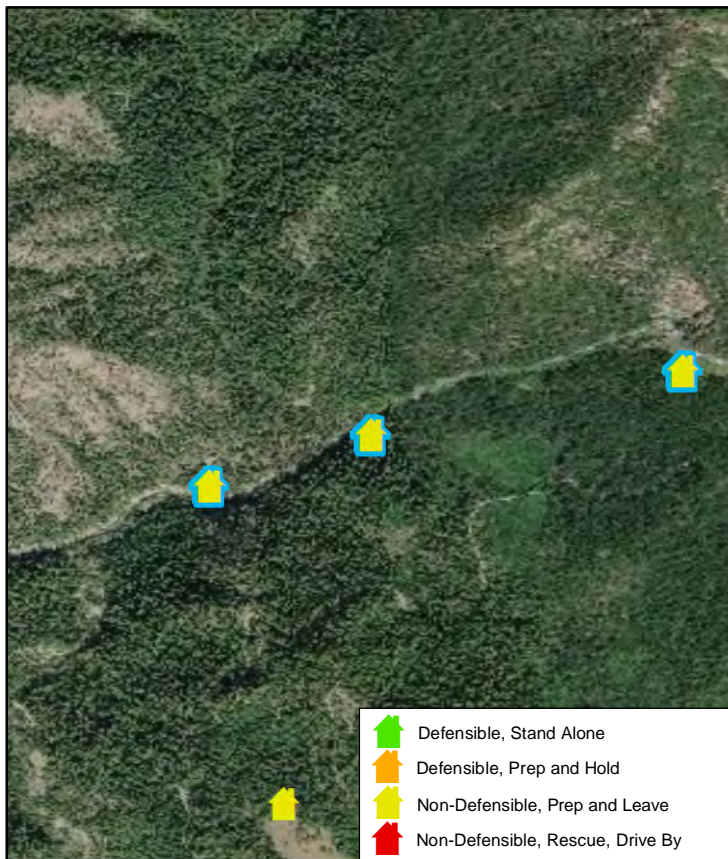 Defensible, Stand Alone
Defensible, Prep and Hold
Non-Defensible, Prep and Leave
Non-Defensible, Rescue, Drive By